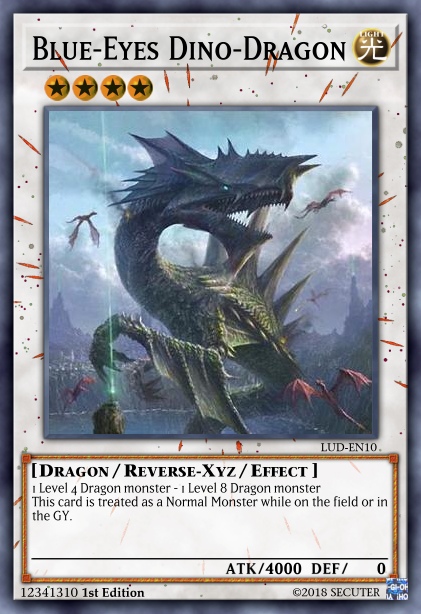 Blue-Eyes Dino-Dragon
LIGHT
光
LUD-EN10
[Dragon/Reverse-Xyz/Effect]
1 Level 4 Dragon monster - 1 Level 8 Dragon monster
This card is treated as a Normal Monster while on the field or in
the GY.
ATK/4000 DEF/ 0
12341310 1st Edition ©2018 SECUTER